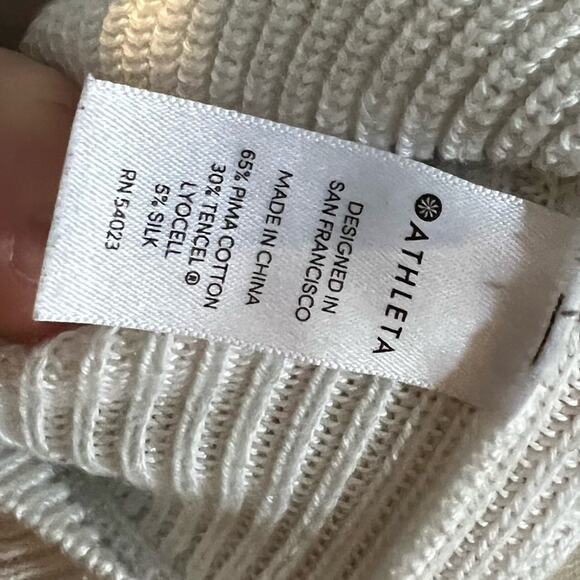 ATHLETA
DESIGNED IN
SAN FRANCISCO
MADE IN CHINA
65% PIMA COTTON
30% TENCEL®
LYOCELL
5% SILK
RN 54023